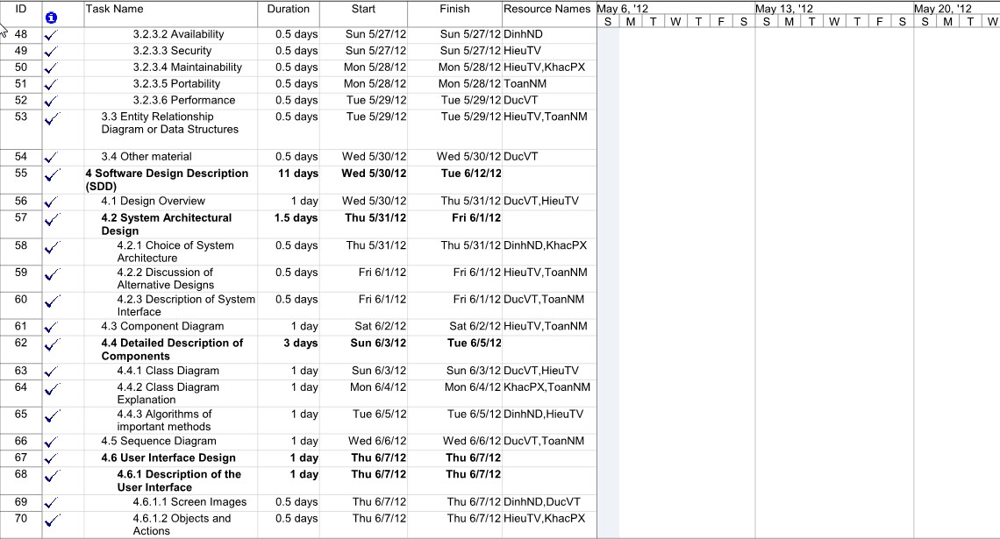 ID Task Name Duration Start Finish Resource Names May 6, '12 May 13, '12 May 20, '12
S M T W T F S S M T W T F S S M T W
48 3.2.3.2 Availability 0.5 days Sun 5/27/12 Sun 5/27/12 DinhND
49 3.2.3.3 Security 0.5 days Sun 5/27/12 Sun 5/27/12 HieuTV
50 3.2.3.4 Maintainability 0.5 days Mon 5/28/12 Mon 5/28/12 HieuTV,KhacPX
51 3.2.3.5 Portability 0.5 days Mon 5/28/12 Mon 5/28/12 ToanNM
52 3.2.3.6 Performance 0.5 days Tue 5/29/12 Tue 5/29/12 DucVT
53 3.3 Entity Relationship 0.5 days Tue 5/29/12 Tue 5/29/12 HieuTV,ToanNM
Diagram or Data Structures
54 3.4 Other material 0.5 days Wed 5/30/12 Wed 5/30/12 DucVT
55 4 Software Design Description 11 days Wed 5/30/12 Tue 6/12/12
(SDD)
56 4.1 Design Overview 1 day Wed 5/30/12 Thu 5/31/12 DucVT,HieuTV
57 4.2 System Architectural 1.5 days Thu 5/31/12 Fri 6/1/12
Design
58 4.2.1 Choice of System 0.5 days Thu 5/31/12 Thu 5/31/12 DinhND,KhacPX
Architecture
59 4.2.2 Discussion of 0.5 days Fri 6/1/12 Fri 6/1/12 HieuTV,ToanNM
Alternative Designs
60 4.2.3 Description of System 0.5 days Fri 6/1/12 Fri 6/1/12 DucVT,ToanNM
Interface
61 4.3 Component Diagram 1 day Sat 6/2/12 Sat 6/2/12 HieuTV,ToanNM
62 4.4 Detailed Description of 3 days Sun 6/3/12 Tue 6/5/12
Components
63 4.4.1 Class Diagram 1 day Sun 6/3/12 Sun 6/3/12 DucVT,HieuTV
64 4.4.2 Class Diagram 1 day Mon 6/4/12 Mon 6/4/12 KhacPX,ToanNM
Explanation
65 4.4.3 Algorithms of 1 day Tue 6/5/12 Tue 6/5/12 DinhND,HieuTV
important methods
66 4.5 Sequence Diagram 1 day Wed 6/6/12 Wed 6/6/12 DucVT,ToanNM
67 4.6 User Interface Design 1 day Thu 6/7/12 Thu 6/7/12
68 4.6.1 Description of the 1 day Thu 6/7/12 Thu 6/7/12
User Interface
69 4.6.1.1 Screen Images 0.5 days Thu 6/7/12 Thu 6/7/12 DinhND,DucVT
70 4.6.1.2 Objects and 0.5 days Thu 6/7/12 Thu 6/7/12 HieuTV,KhacPX
Actions